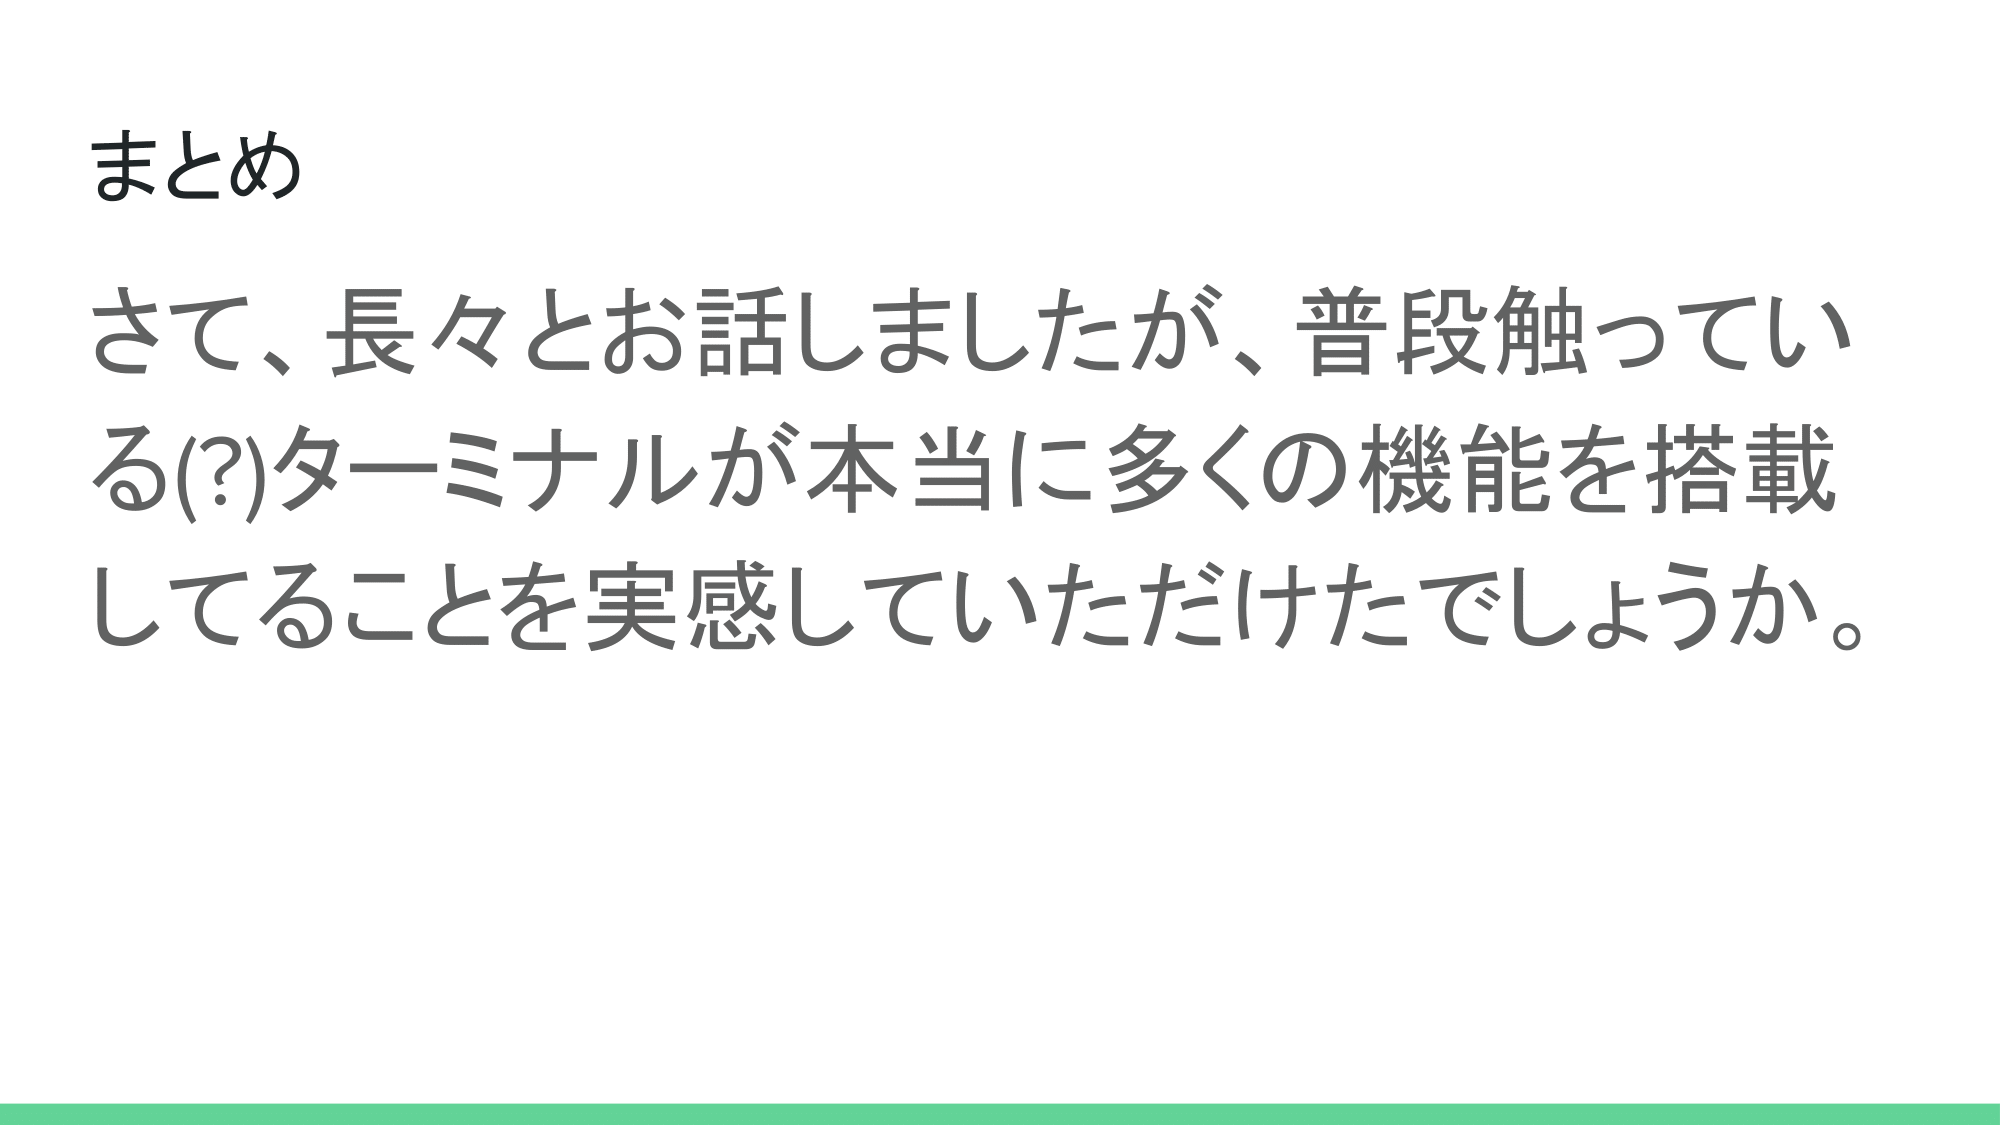 まとめ
さて、長々とお話しましたが、普段触ってい
る(?)ターミナルが本当に多くの機能を搭載
してることを実感していただけたでしょうか。